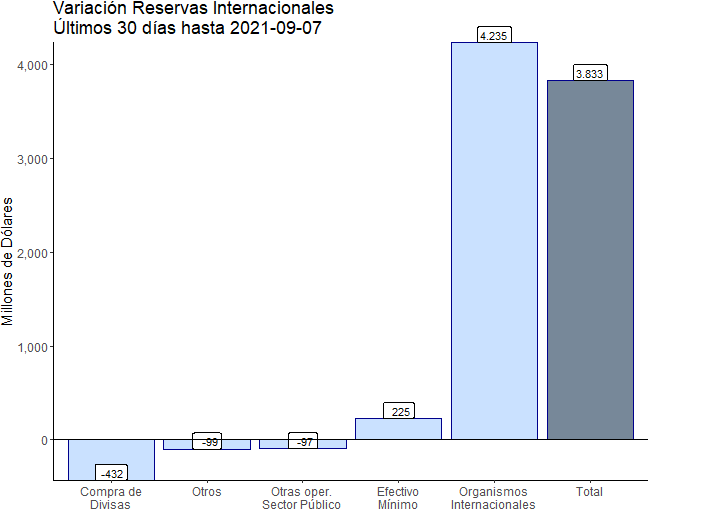 Variación Reservas Internacionales
Últimos 30 días hasta 2021-09-07
Millones de Dólares
4,000
3,000
2,000
1,000
0
-432
-99
-97
225
4.235
3.833
Compra de
Divisas
Otros
Otras oper.
Sector Público
Efectivo
Mínimo
Organismos
Internacionales
Total